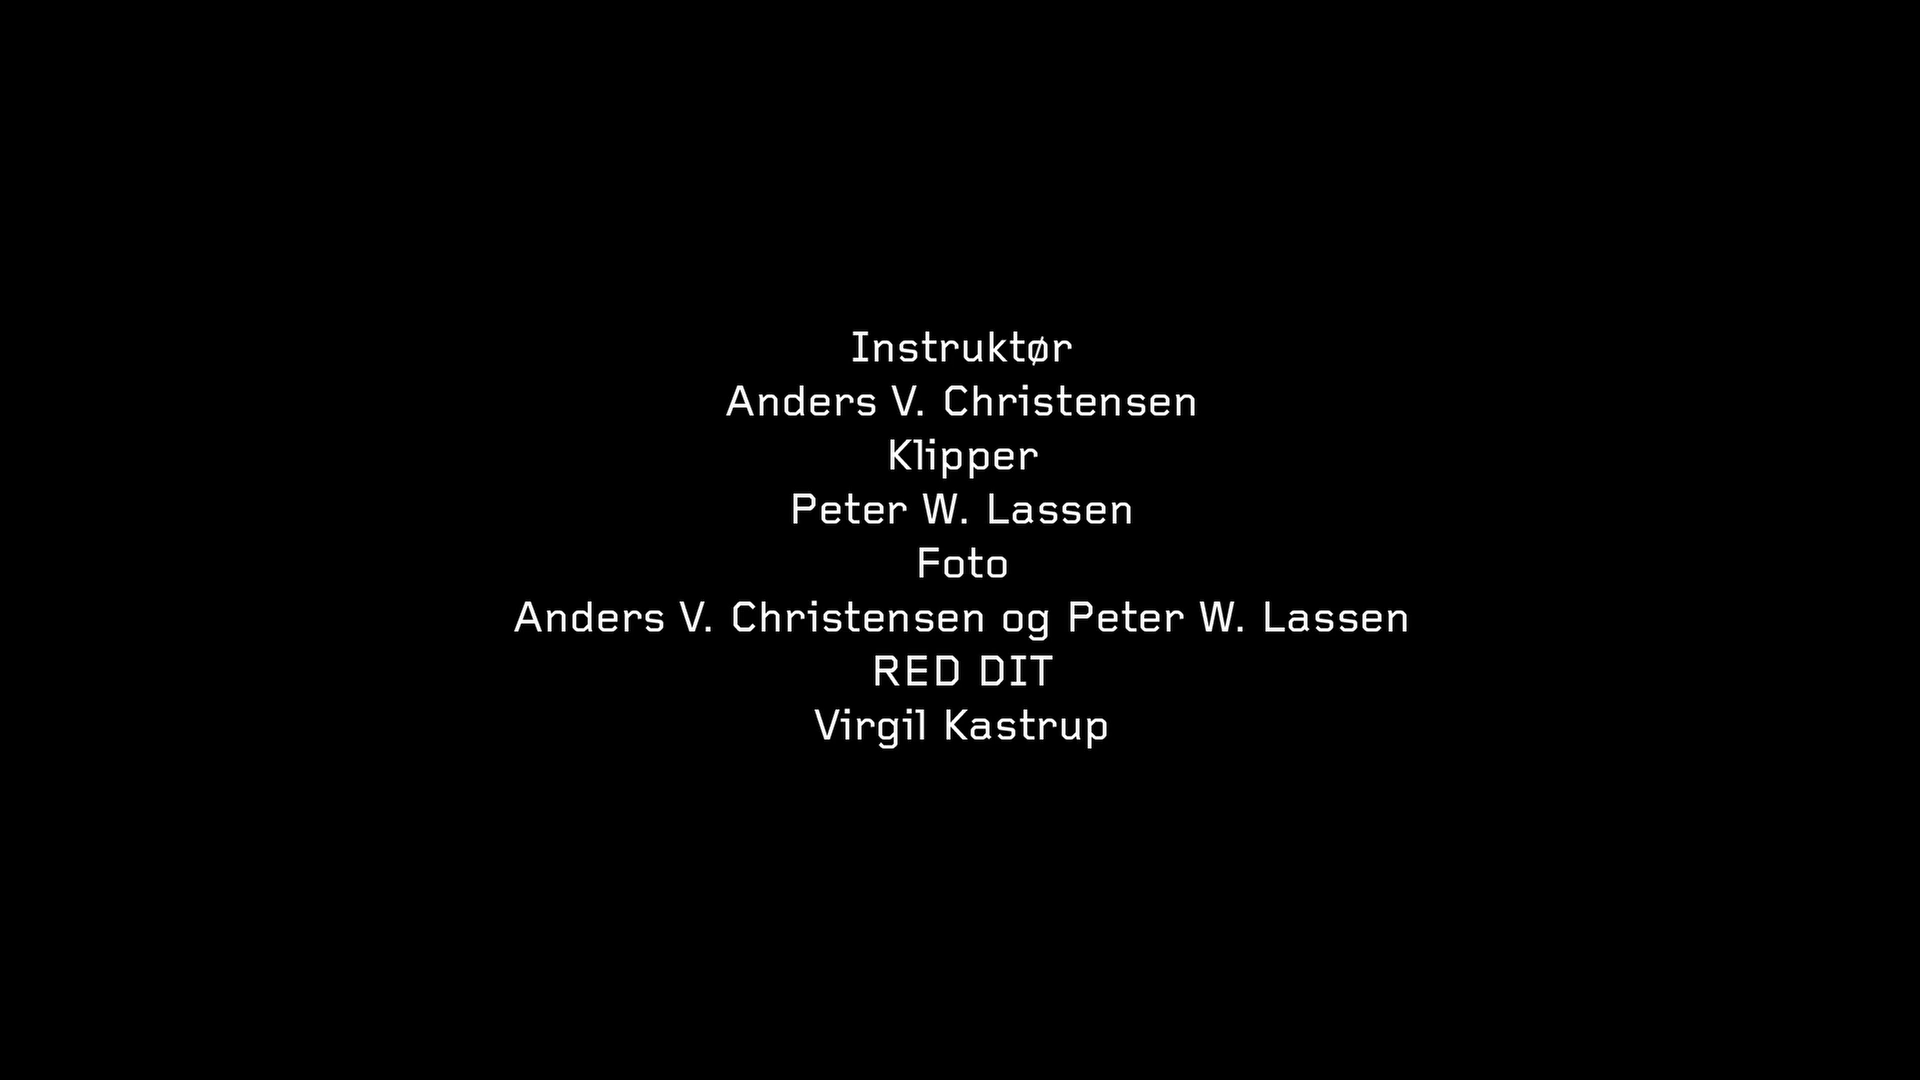 Instruktør
Anders V. Christensen
Klipper
Peter W. Lassen
Foto
Anders V. Christensen og Peter W. Lassen
RED DIT
Virgil Kastrup